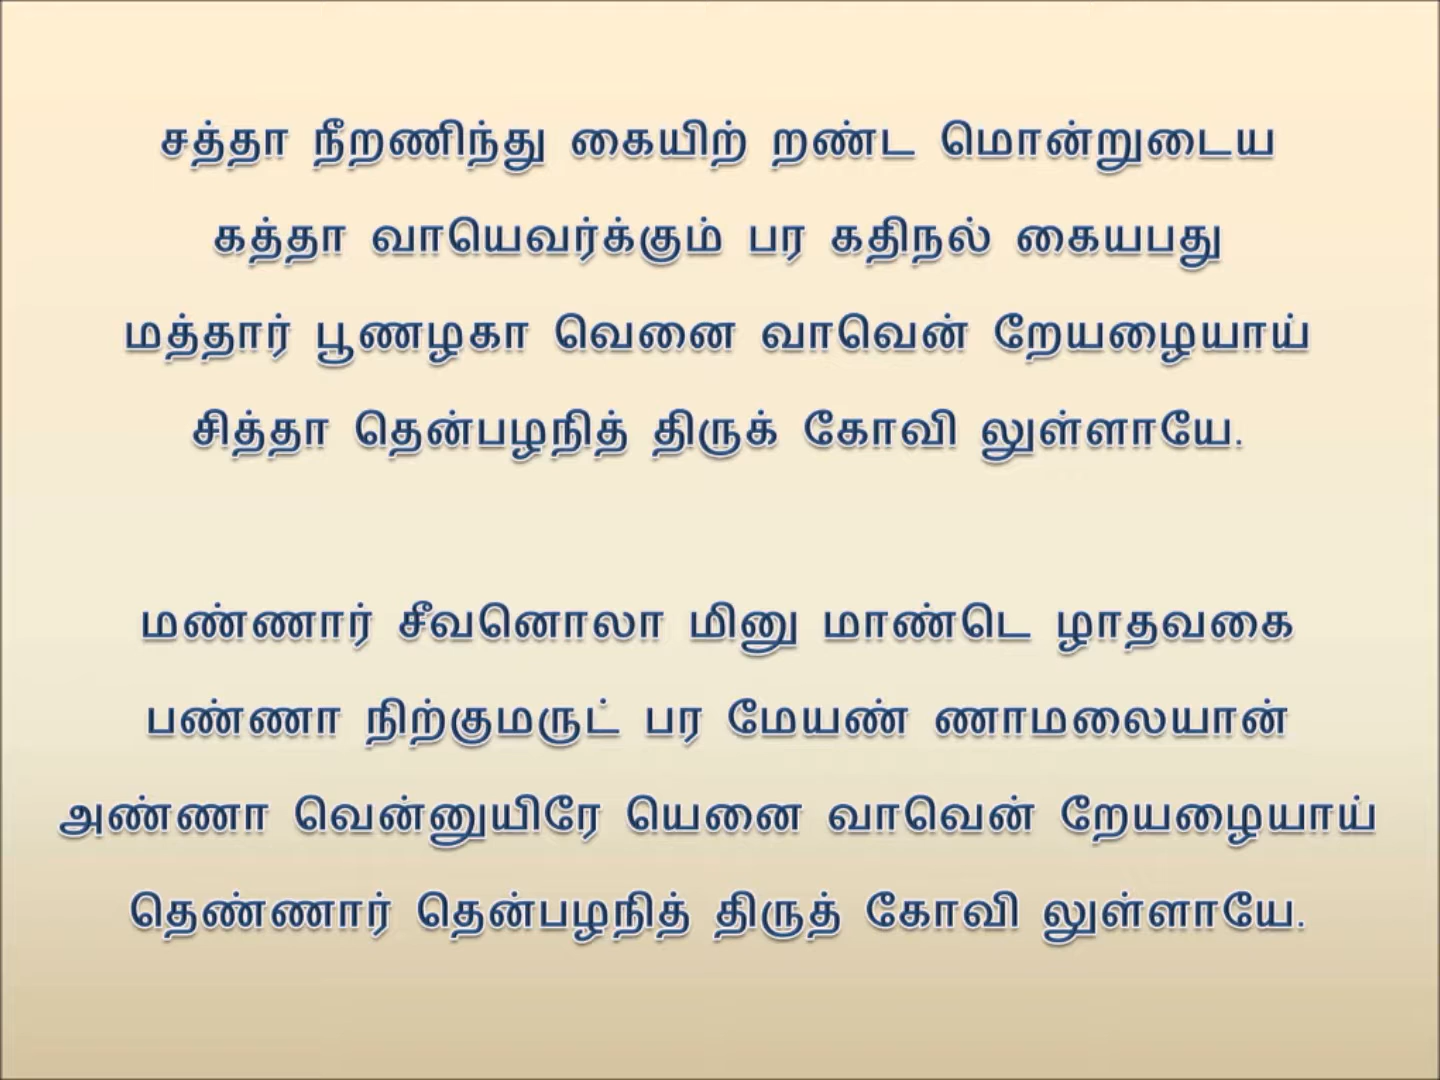 சத்தா நீறணிந்து கையிற் றண்ட மொன்றுடைய
கத்தா வாயெவர்க்கும் பர கதிநல் கையபது
மத்தார் பூணழகா வெனை வாவென் றேயழையாய்
சித்தா தென்பழநித் திருக் கோவி லுள்ளாயே.
மண்ணார் சீவனொலா மினு மாண்டெ ழாதவகை
பண்ணா நிற்குமருட் பர மேயண் ணாமலையான்
அண்ணா வென்னுயிரே யெனை வாவென் றேயழையாய்
தெண்ணார் தென்பழநித் திருத் கோவி லுள்ளாயே.